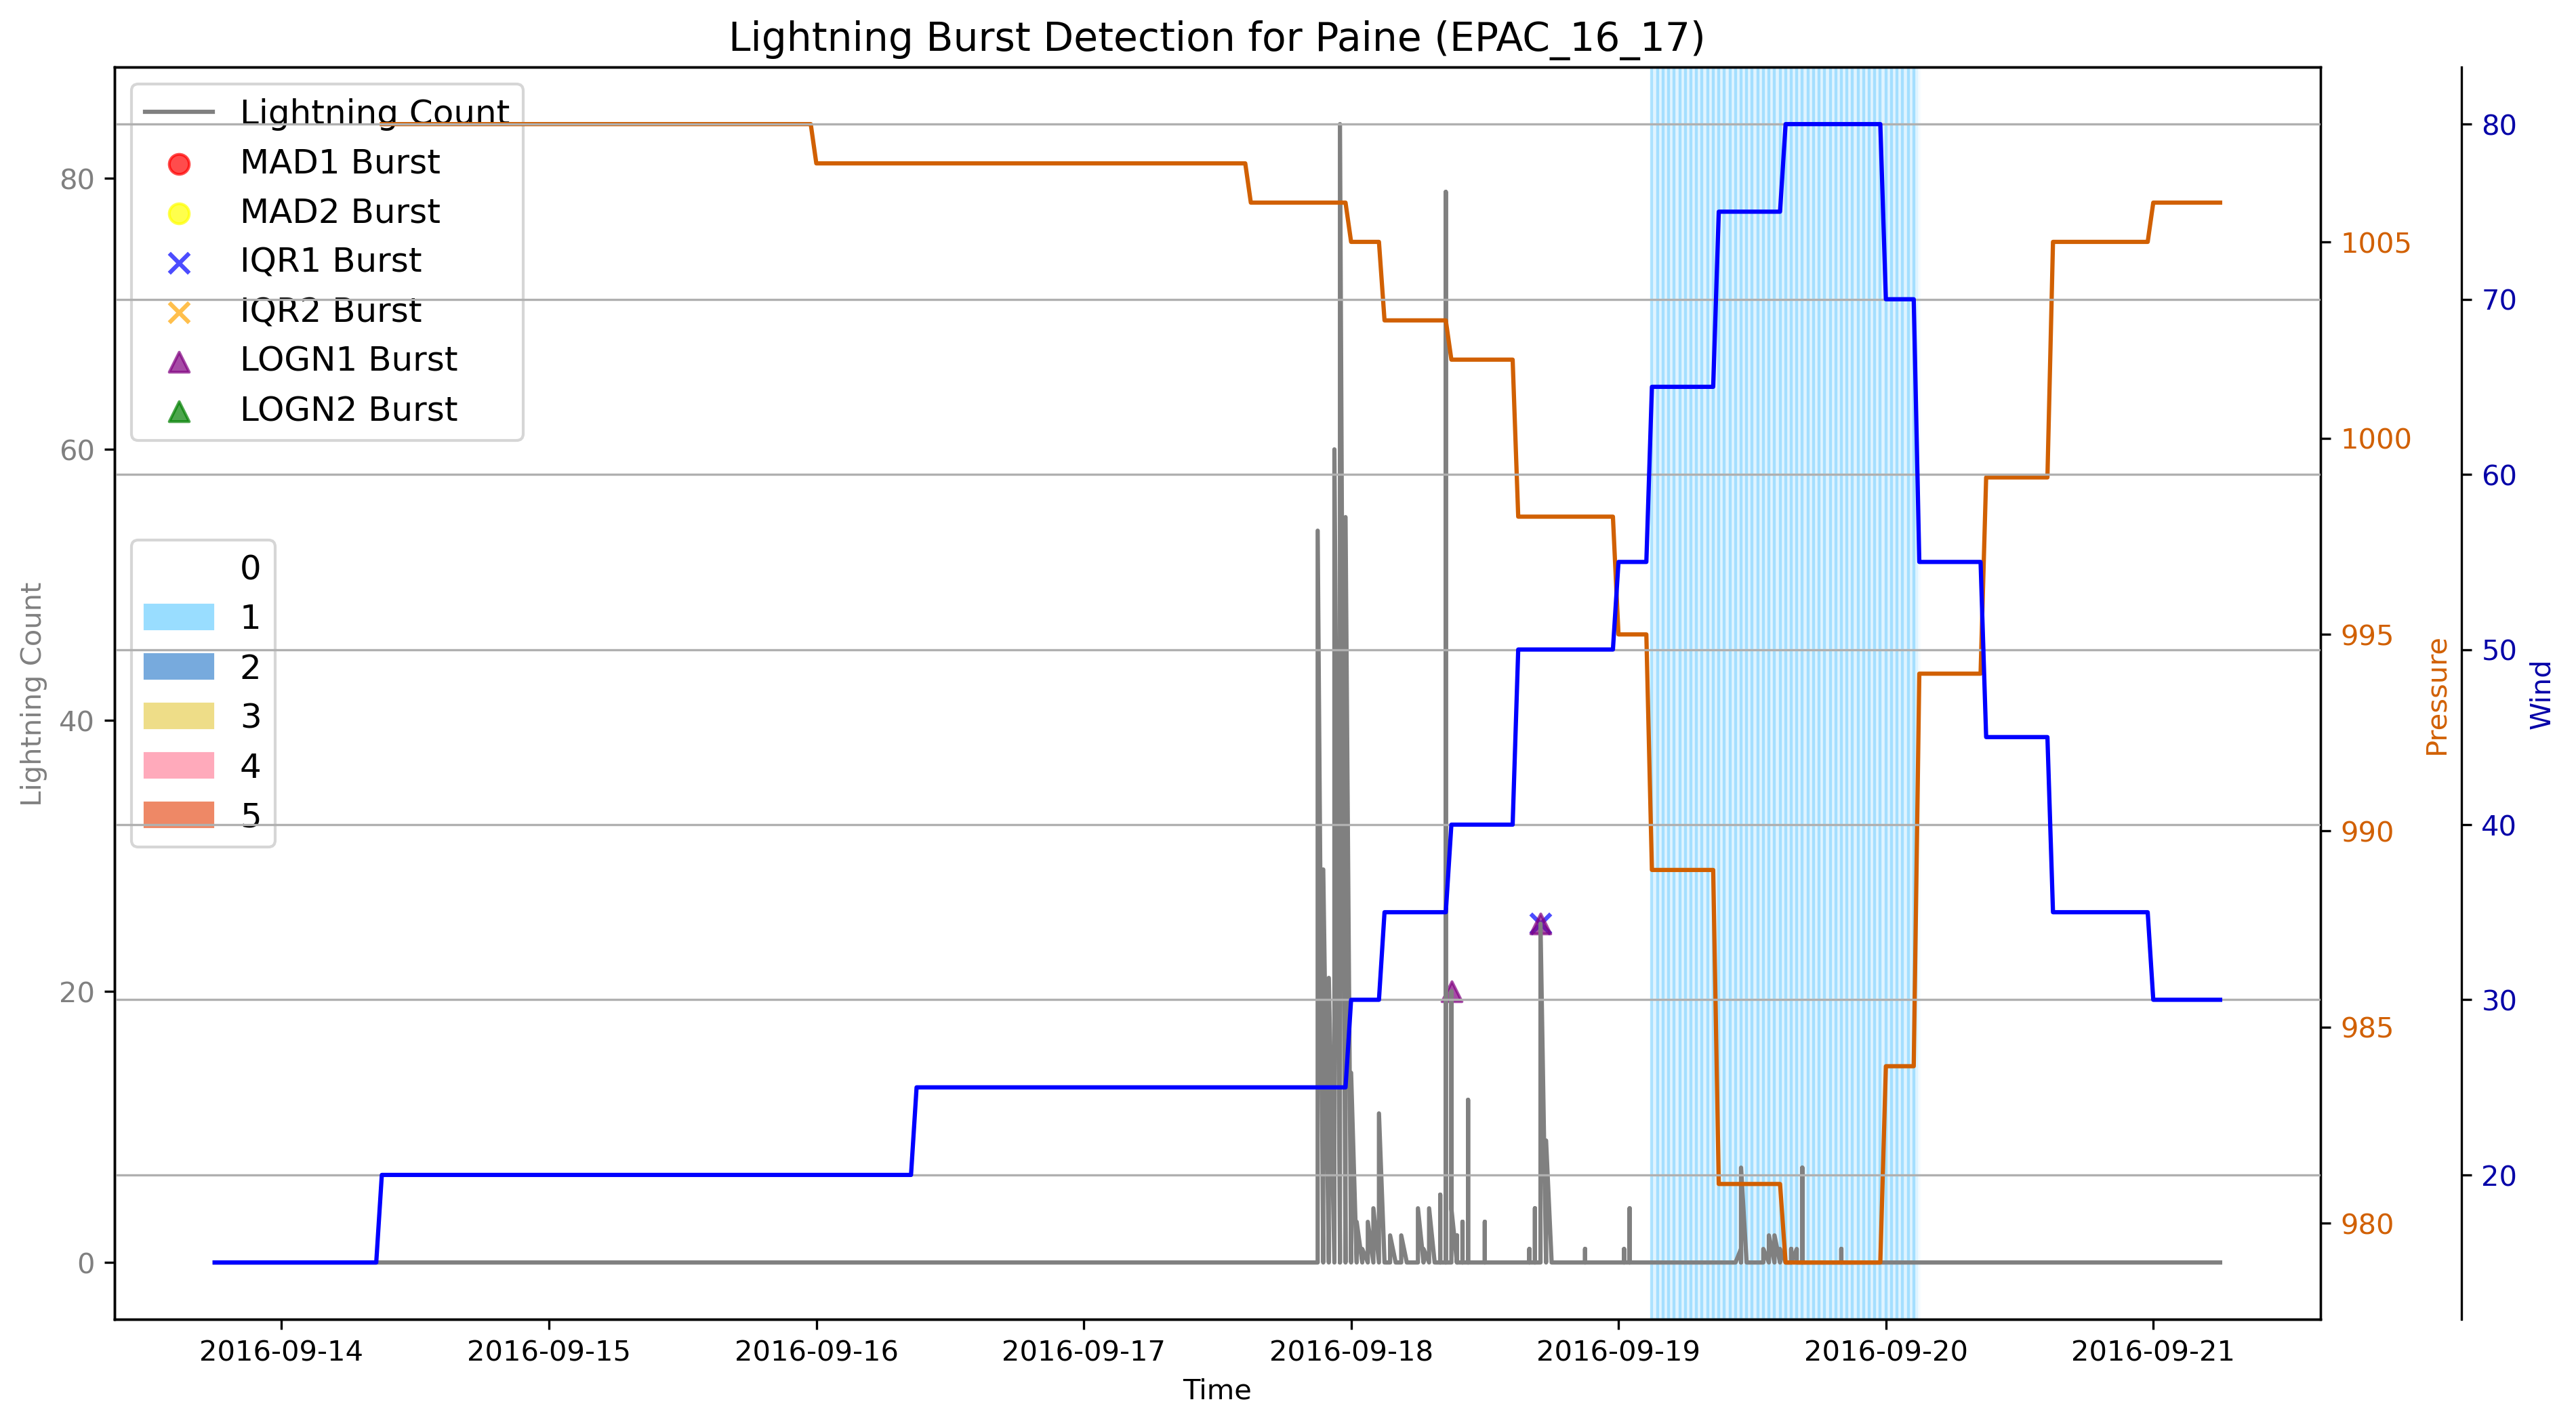 Lightning Burst Detection for Paine (EPAC_16_17)
Lightning Count
MAD1 Burst
MAD2 Burst
IQR1 Burst
IQR2 Burst
LOGN1 Burst
LOGN2 Burst
0
1
2
3
4
5
80
60
40
20
0
Lightning Count
1005
1000
995
990
985
980
Pressure
80
70
60
50
40
30
20
Wind
2016-09-14
2016-09-15
2016-09-16
2016-09-17
2016-09-18
2016-09-19
2016-09-20
2016-09-21
Time